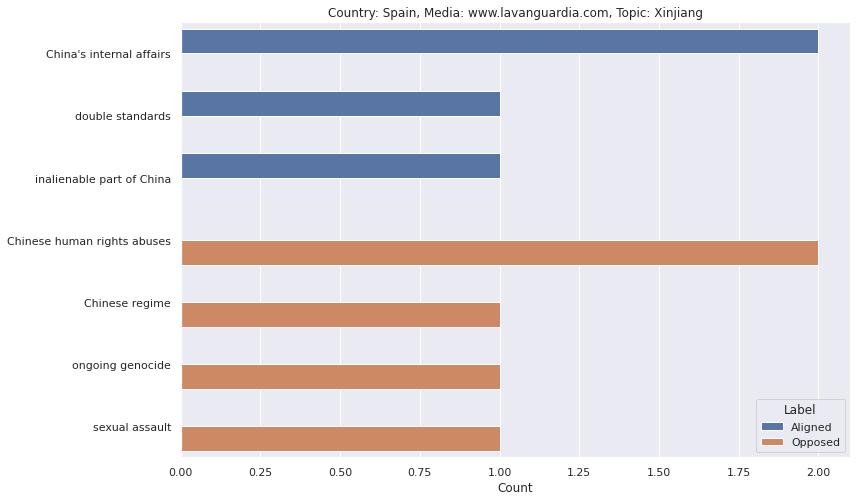 Country: Spain, Media: www.lavanguardia.com, Topic: Xinjiang
China's internal affairs
double standards
inalienable part of China
Chinese human rights abuses
Chinese regime
ongoing genocide
sexual assault
Label
Aligned
Opposed
0.00 0.25 0.50 0.75 1.00 1.25 1.50 1.75 2.00
Count